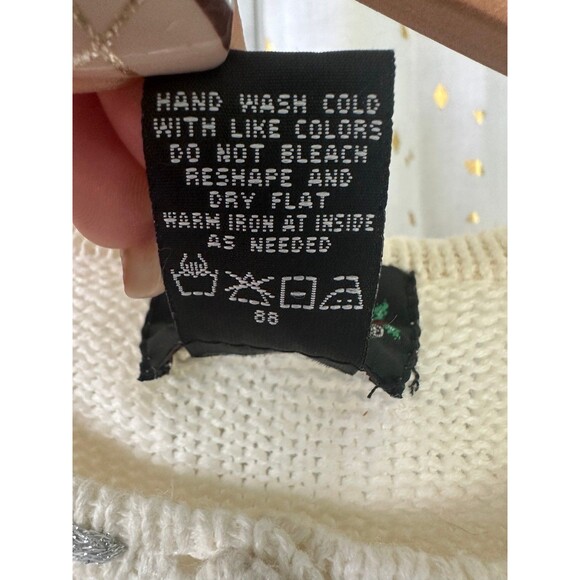 HAND WASH COLD
WITH LIKE COLORS
DO NOT BLEACH
RESHAPE AND
DRY FLAT
WARM IRON AT INSIDE
AS NEEDED
88